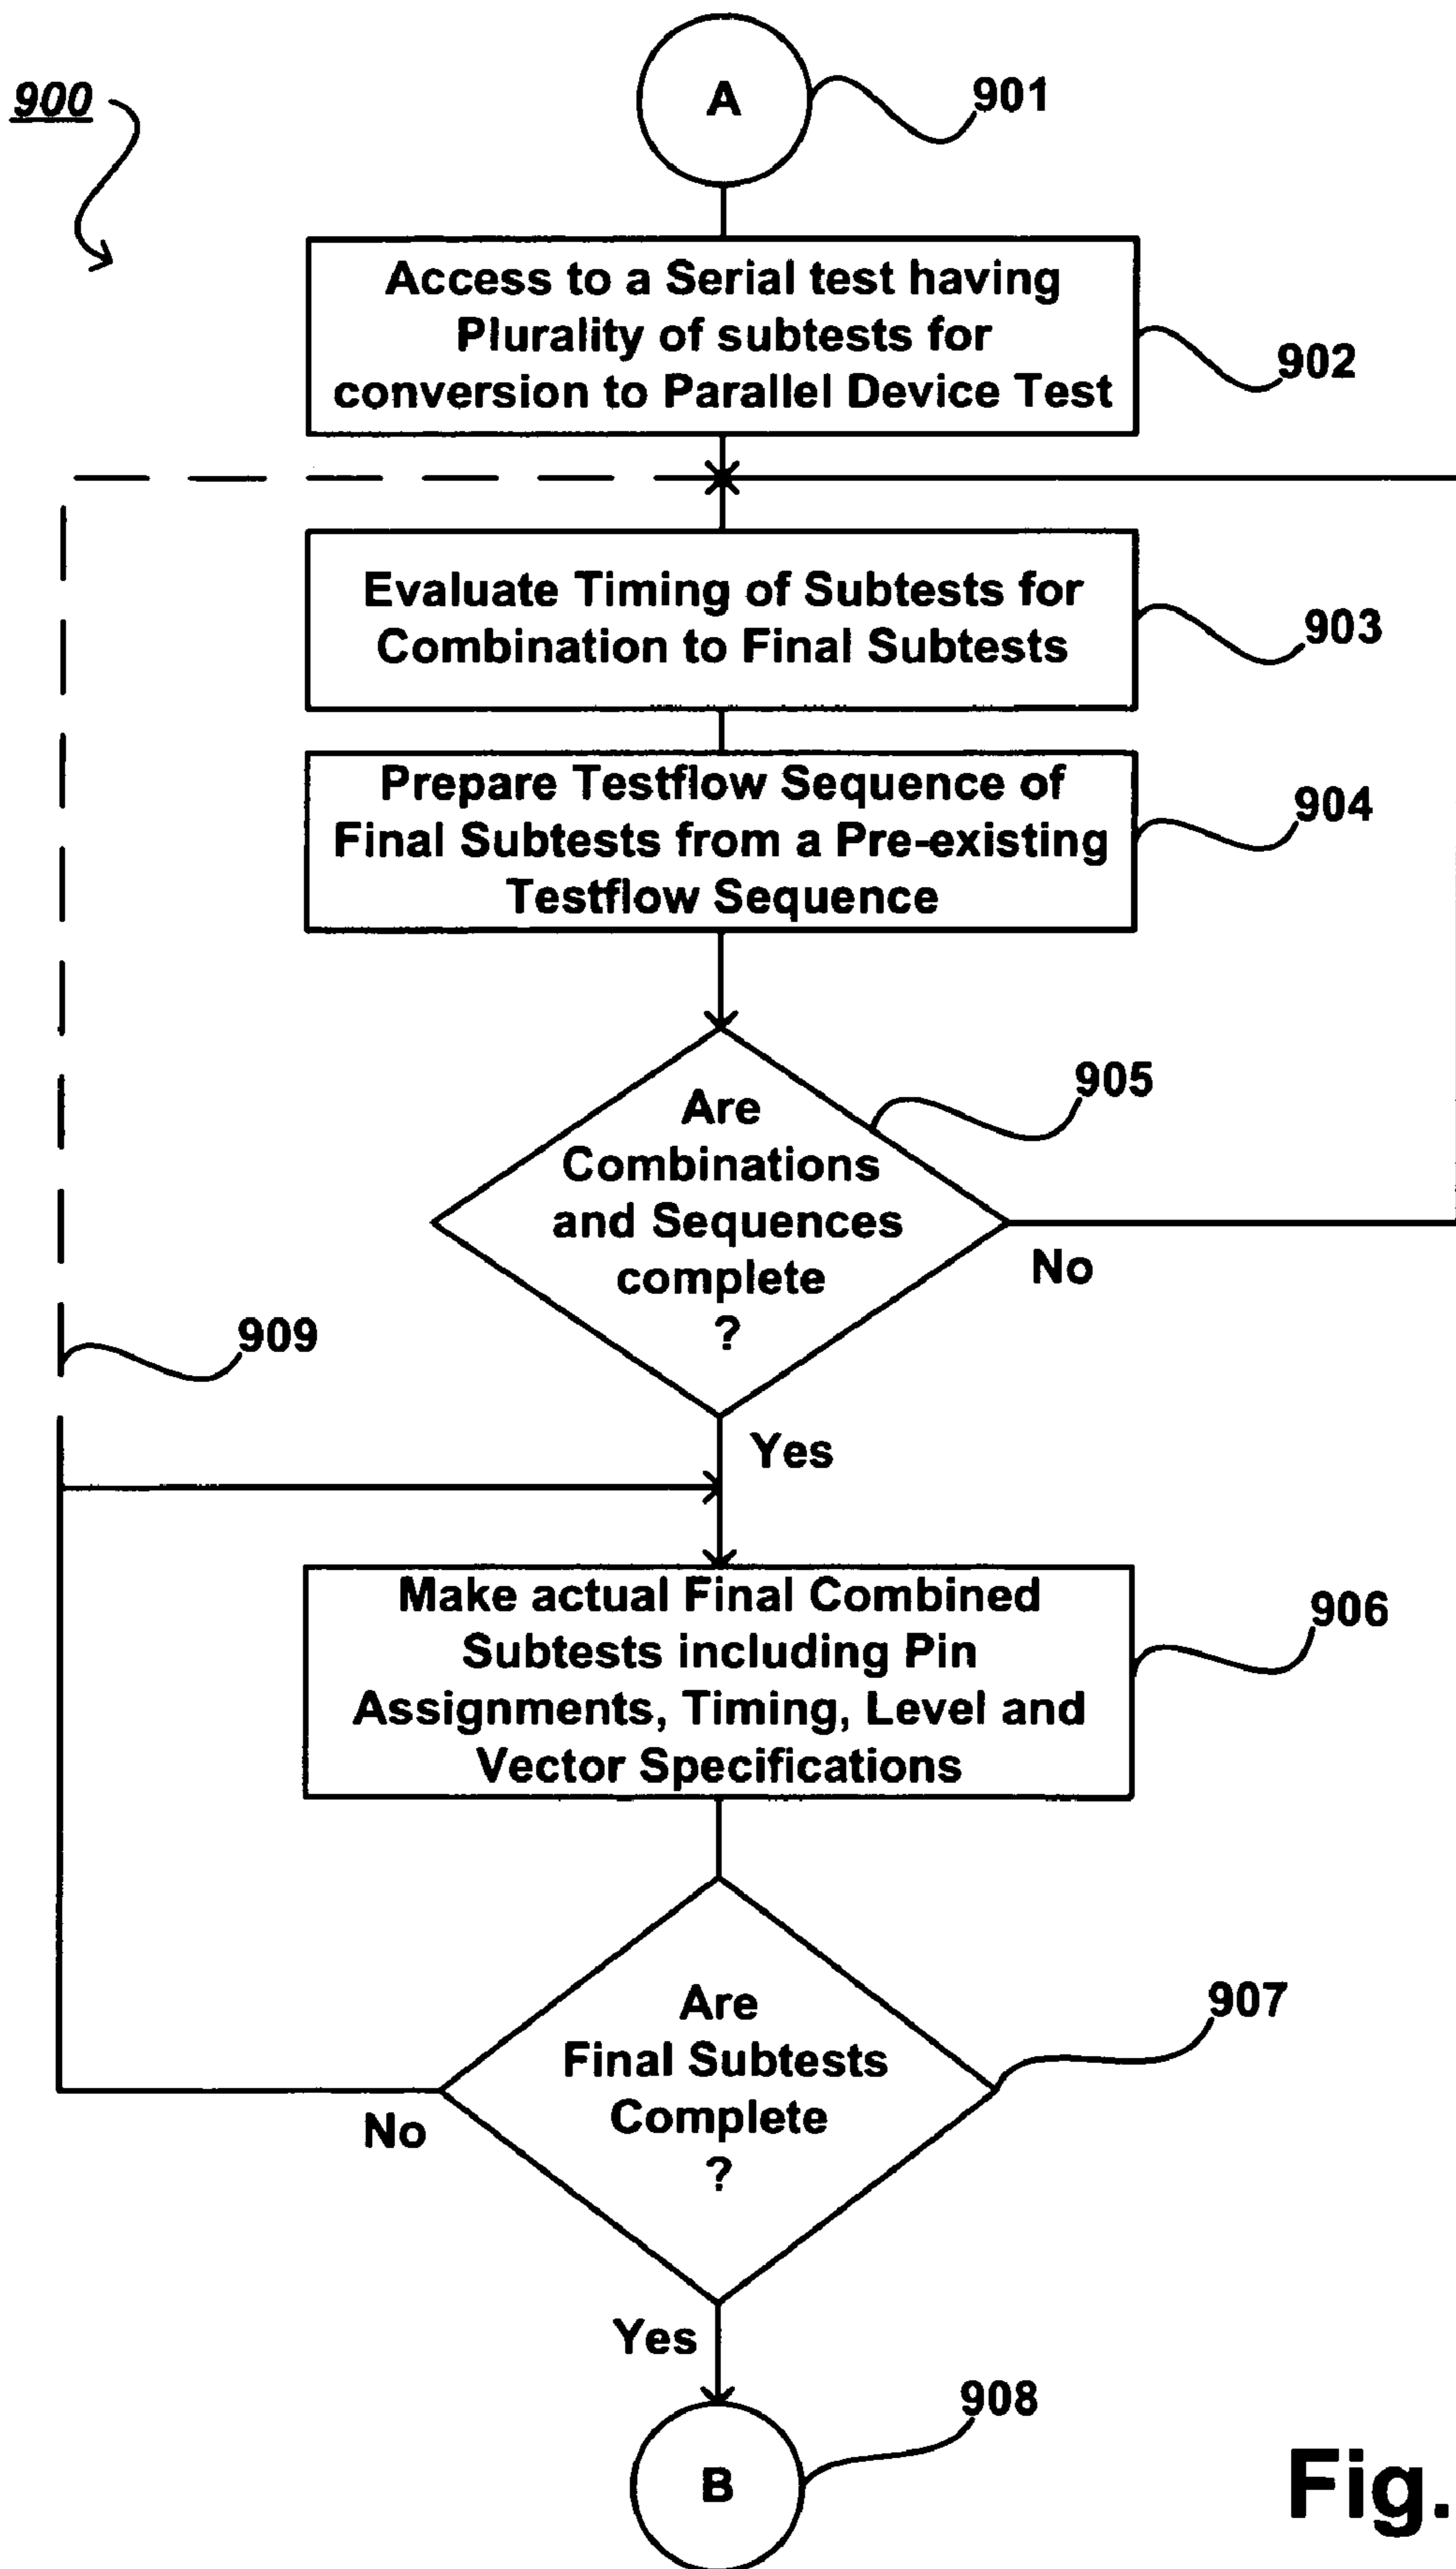 900
A
901
Access to a Serial test having
Plurality of subtests for
conversion to Parallel Device Test
902
Evaluate Timing of Subtests for
Combination to Final Subtests
903
Prepare Testflow Sequence of
Final Subtests from a Pre-existing
Testflow Sequence
904
Are
Combinations
and Sequences
complete
?
905
No
909
Yes
Make actual Final Combined
Subtests including Pin
Assignments, Timing, Level and
Vector Specifications
906
Are
Final Subtests
Complete
?
907
No
Yes
B
908
Fig.